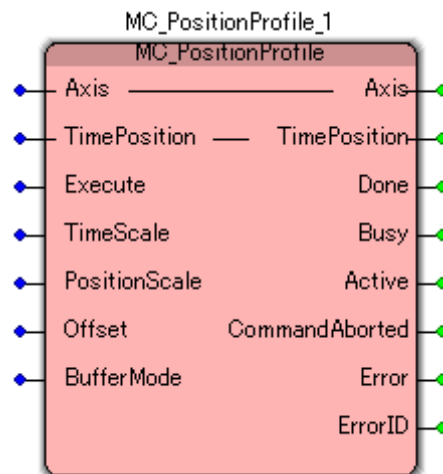 MC_PositionProfile_1
MC_PositionProfile
Axis Axis
TimePosition TimePosition
Execute Done
TimeScale Busy
PositionScale Active
Offset CommandAborted
BufferMode Error
ErrorID